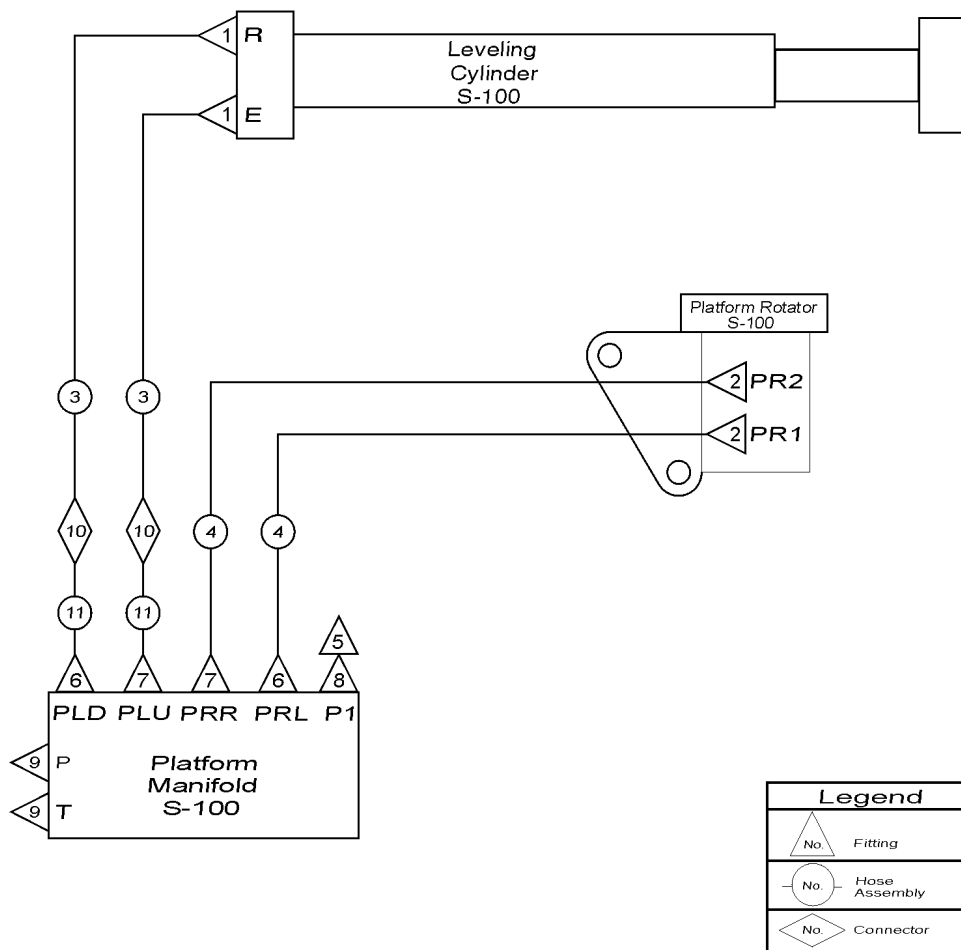 1 R
Leveling
Cylinder
S-100
1 E
Platform Rotator
S-100
2 PR2
2 PR1
3 3
10 10 4 4
11 11
5
6 7 7 6 8
PLD PLU PRR PRL P1
9 P
Platform
Manifold
S-100
9 T
Legend
No. Fitting
No. Hose
Assembly
No. Connector